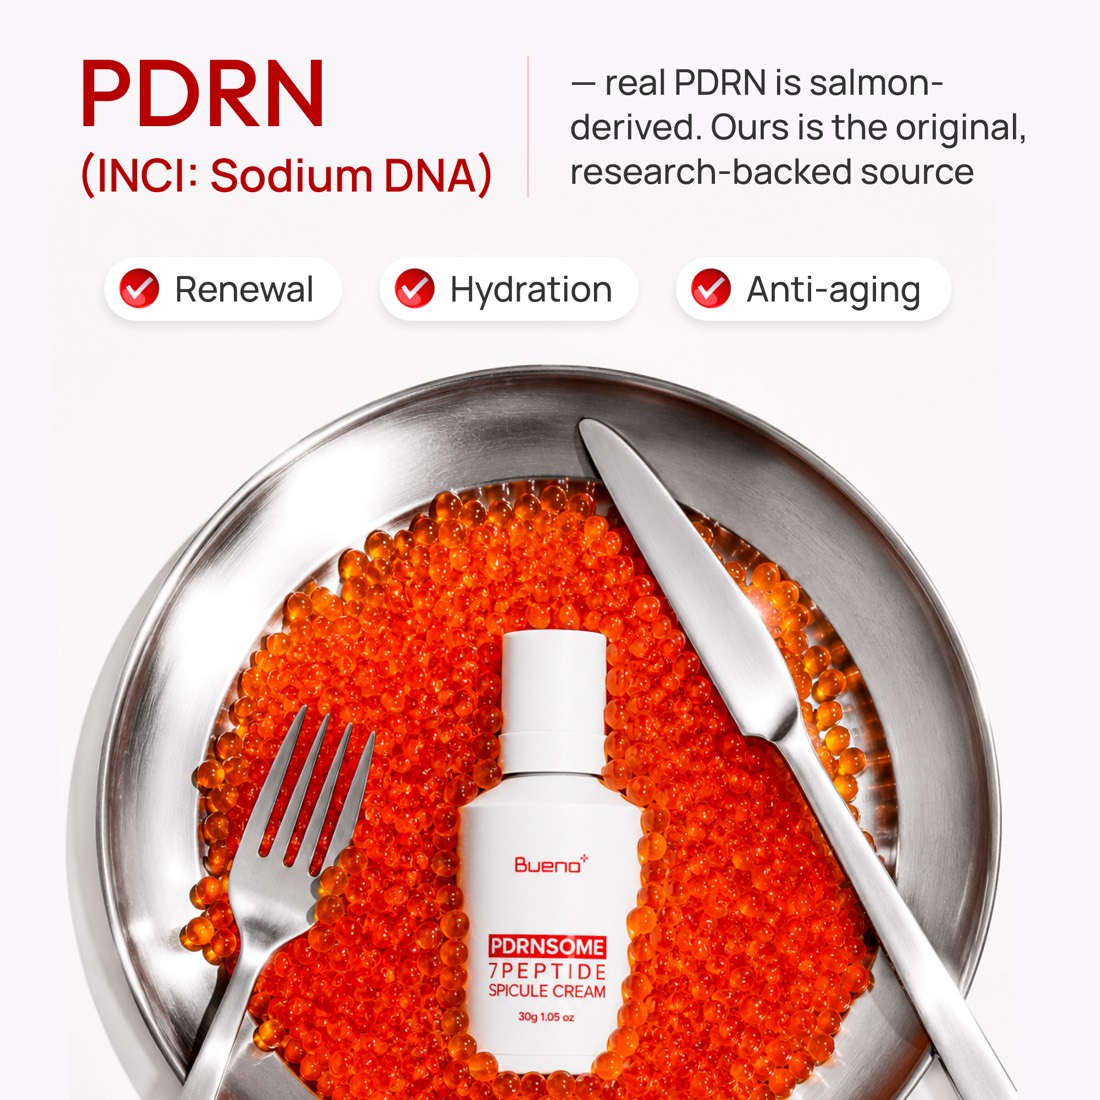 PDRN
(INCI: Sodium DNA)
— real PDRN is salmon-
derived. Ours is the original,
research-backed source
Renewal
Hydration
Anti-aging
Bueno+
PDRNSOME
7PEPTIDE
SPICULE CREAM
30g 1.05 oz